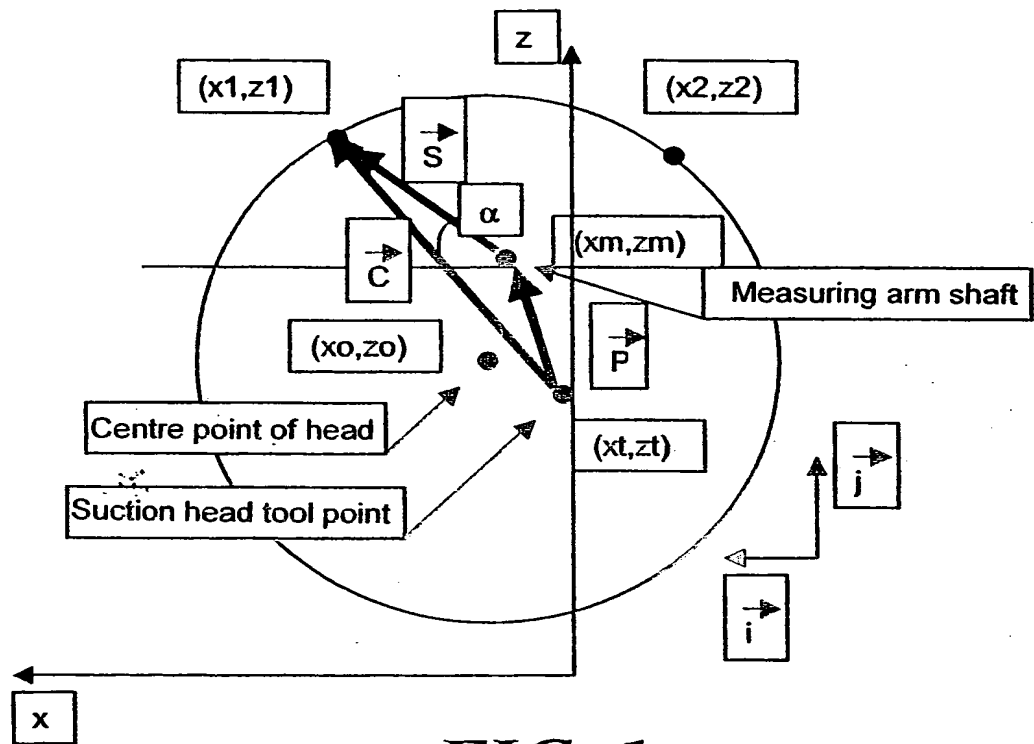 z
(x1,z1)
(x2,z2)
S
α
(xm,zm)
C
Measuring arm shaft
(xo,zo)
P
Centre point of head
(xt,zt)
j
Suction head tool point
i
x